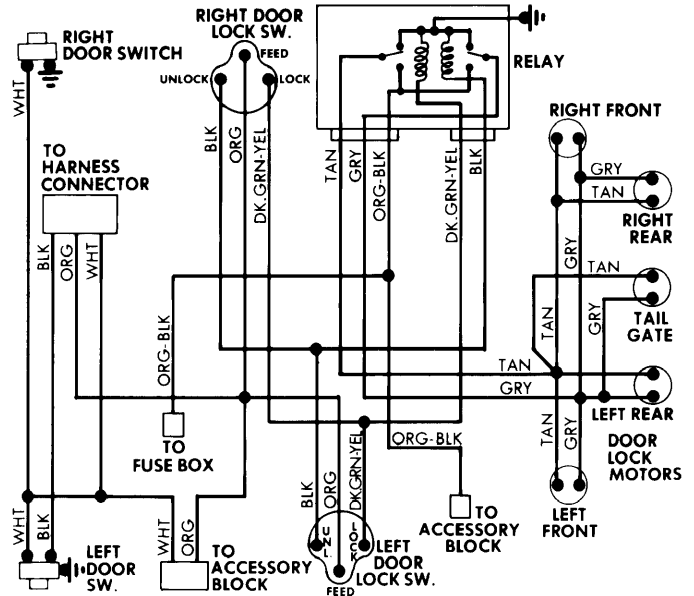 RIGHT
DOOR SWITCH
RIGHT DOOR
LOCK SW.
FEED
UNLOCK
LOCK
RELAY
WHT
BLK
ORG
DK.GRN-YEL
TAN
GRY
ORG-BLK
DK.GRN-YEL
BLK
RIGHT FRONT
GRY
TAN
RIGHT
REAR
TO
HARNESS
CONNECTOR
BLK
ORG
WHT
GRY
TAN
TAIL
GATE
TAN
GRY
ORG-BLK
TAN
GRY
LEFT REAR
TO
FUSE BOX
ORG-BLK
DOOR
LOCK
MOTORS
TAN
GRY
BLK
ORG
DK.GRN-YEL
TO
ACCESSORY
BLOCK
LEFT
FRONT
WHT
BLK
LEFT
DOOR
SW.
WHT
ORG
TO
ACCESSORY
BLOCK
UNL
LOCK
FEED
LEFT
DOOR
LOCK SW.